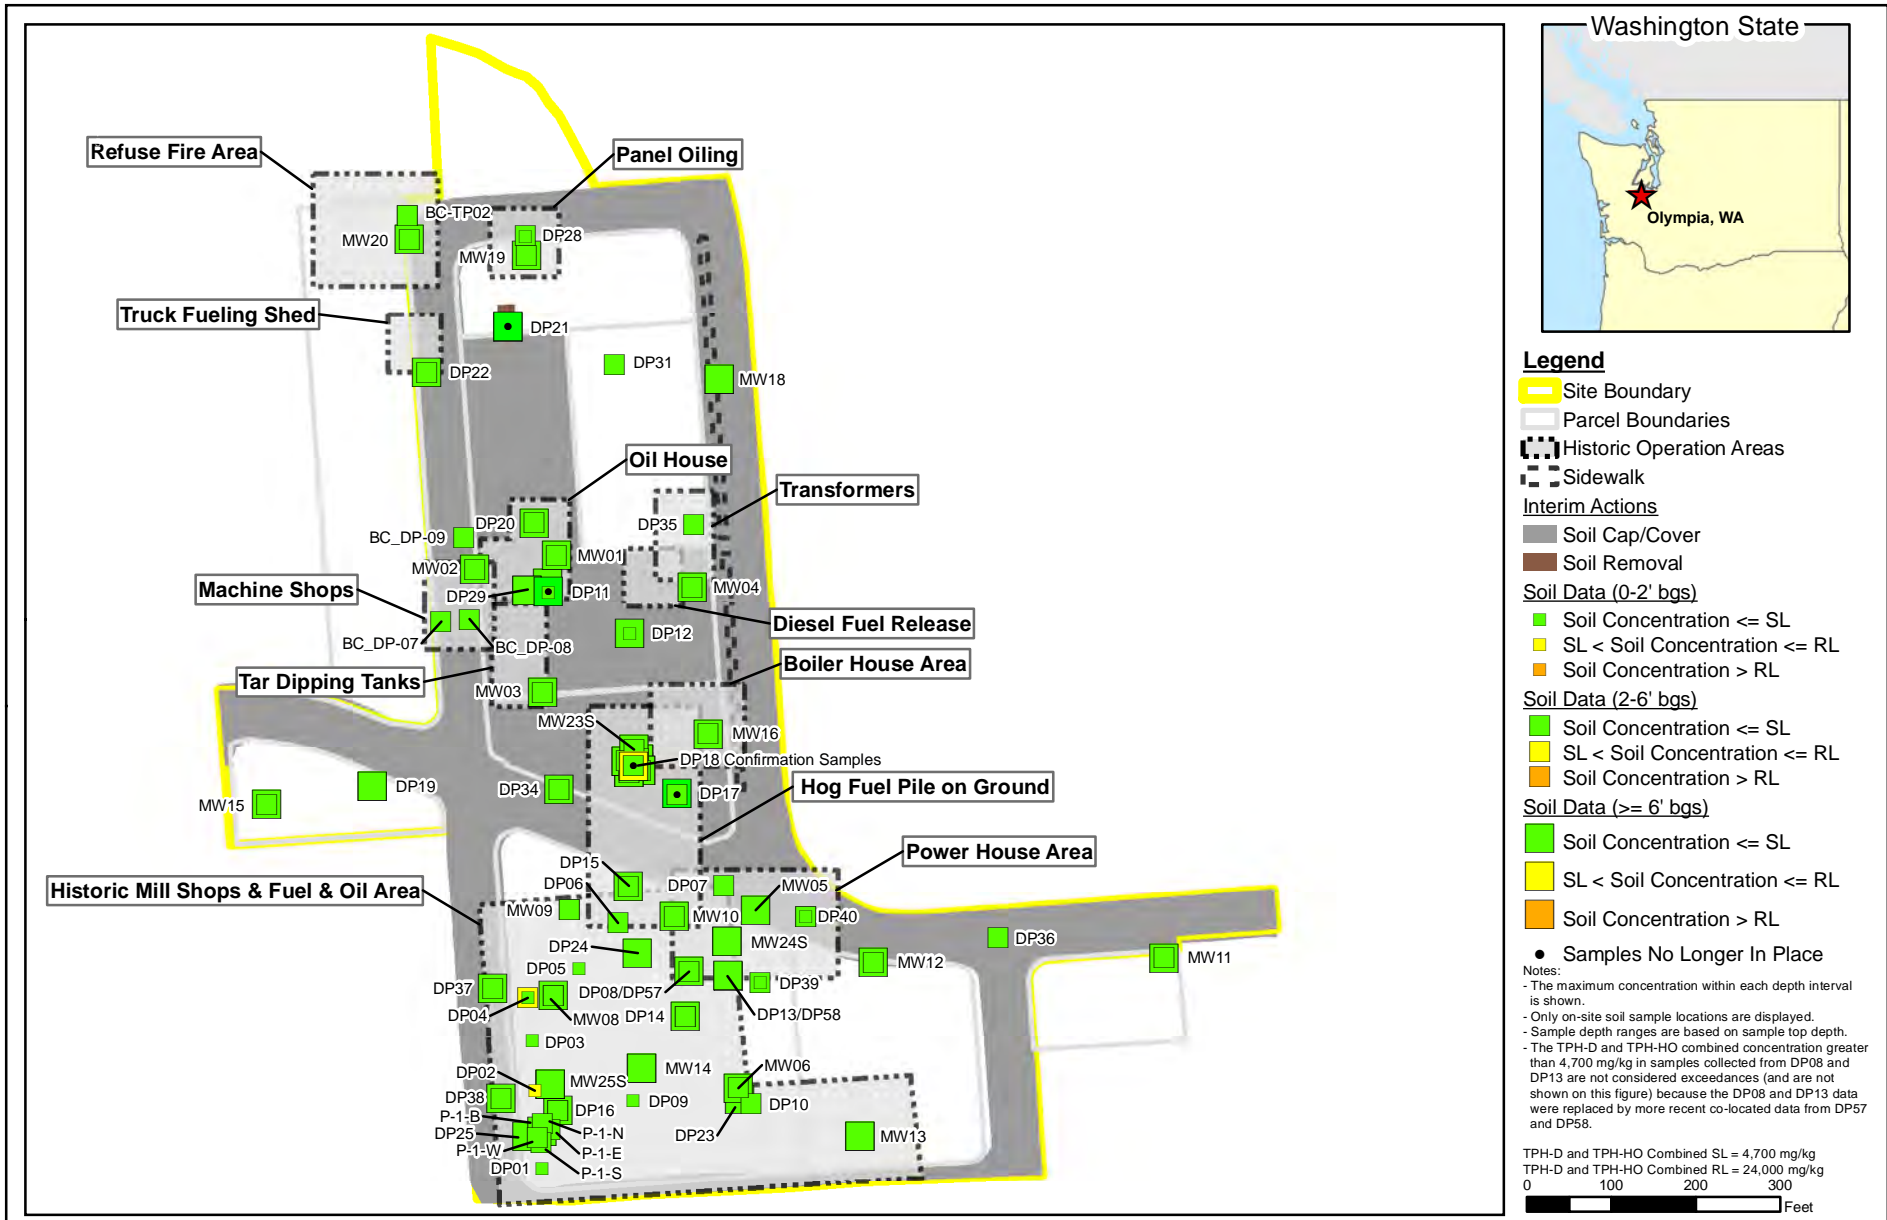 Washington State
Olympia, WA
Refuse Fire Area
Panel Oiling
BC-TP02
MW20
DP28
MW19
Truck Fueling Shed
DP21
DP22
DP31
MW18
Oil House
Transformers
DP20
DP35
BC_DP-09
MW01
MW02
Machine Shops
DP29
DP11
MW04
Diesel Fuel Release
DP12
BC_DP-07
BC_DP-08
Boiler House Area
Tar Dipping Tanks
MW03
MW23S
MW16
DP18 Confirmation Samples
Hog Fuel Pile on Ground
DP19
DP34
DP17
MW15
Power House Area
DP15
DP06
DP07
MW05
Historic Mill Shops & Fuel & Oil Area
MW09
MW10
DP40
DP24
MW24S
DP36
DP05
MW12
MW11
DP37
DP08/DP57
DP39
DP04
MW08
DP14
DP13/DP58
DP03
DP02
MW25S
MW14
MW06
DP38
DP16
DP09
DP10
P-1-B
P-1-N
DP23
MW13
DP25
P-1-W
P-1-E
DP01
P-1-S
Legend
Site Boundary
Parcel Boundaries
Historic Operation Areas
Sidewalk
Interim Actions
Soil Cap/Cover
Soil Removal
Soil Data (0-2' bgs)
Soil Concentration <= SL
SL < Soil Concentration <= RL
Soil Concentration > RL
Soil Data (2-6' bgs)
Soil Concentration <= SL
SL < Soil Concentration <= RL
Soil Concentration > RL
Soil Data (>= 6' bgs)
Soil Concentration <= SL
SL < Soil Concentration <= RL
Soil Concentration > RL
Samples No Longer In Place
Notes:
- The maximum concentration within each depth interval
is shown.
- Only on-site soil sample locations are displayed.
- Sample depth ranges are based on sample top depth.
- The TPH-D and TPH-HO combined concentration greater
than 4,700 mg/kg in samples collected from DP08 and
DP13 are not considered exceedances (and are not
shown on this figure) because the DP08 and DP13 data
were replaced by more recent co-located data from DP57
and DP58.
TPH-D and TPH-HO Combined SL = 4,700 mg/kg
TPH-D and TPH-HO Combined RL = 24,000 mg/kg
0 100 200 300
Feet